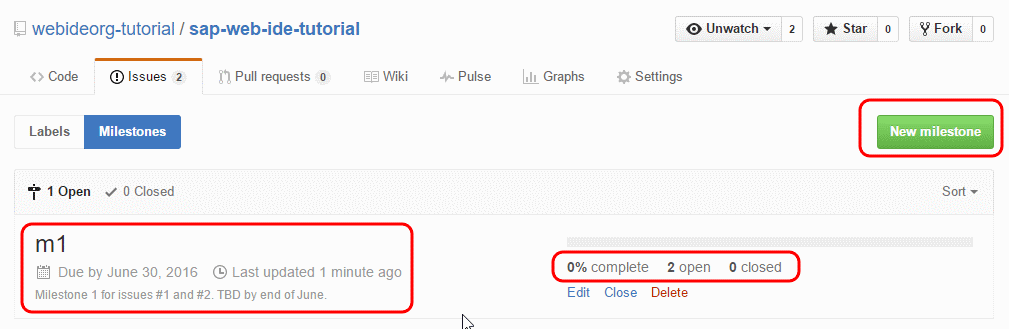 webideorg-tutorial / sap-web-ide-tutorial Unwatch 2 Star 0 Fork 0
Code Issues 2 Pull requests 0 Wiki Pulse Graphs Settings
Labels Milestones New milestone
1 Open 0 Closed Sort
m1
Due by June 30, 2016 Last updated 1 minute ago
Milestone 1 for issues #1 and #2. TBD by end of June.
0% complete 2 open 0 closed
Edit Close Delete